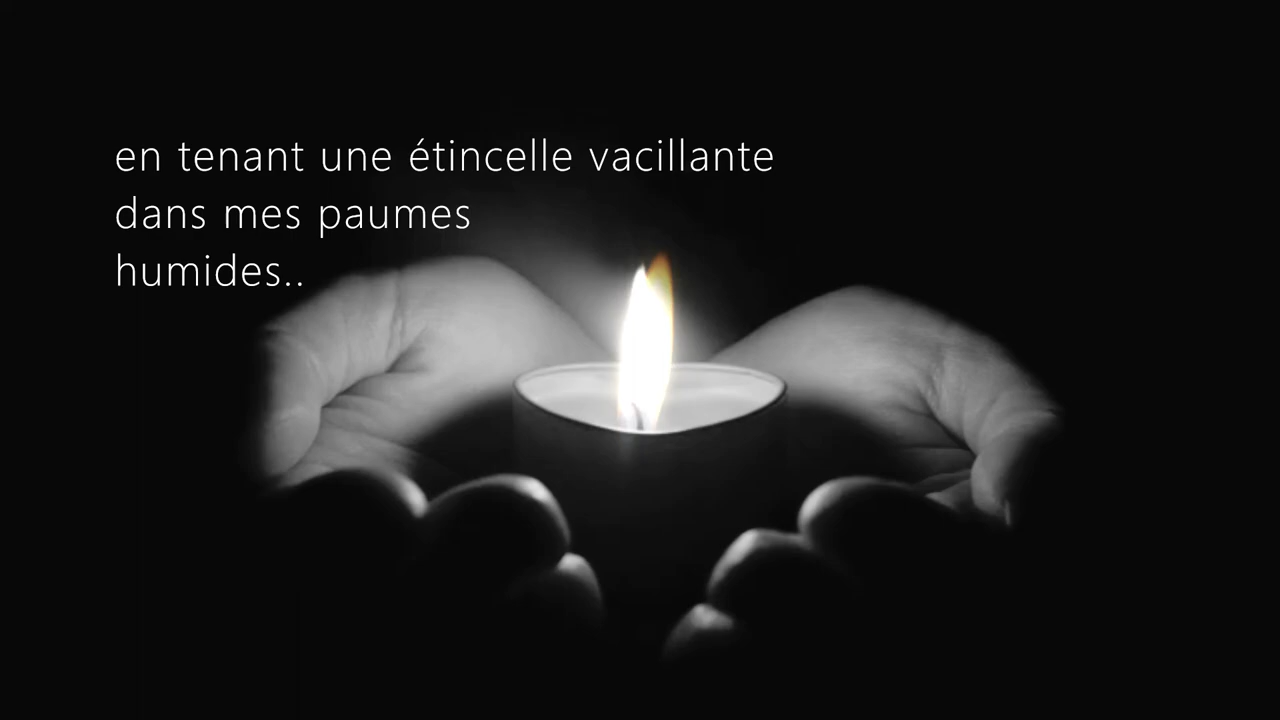 en tenant une étincelle vacillante
dans mes paumes
humides..